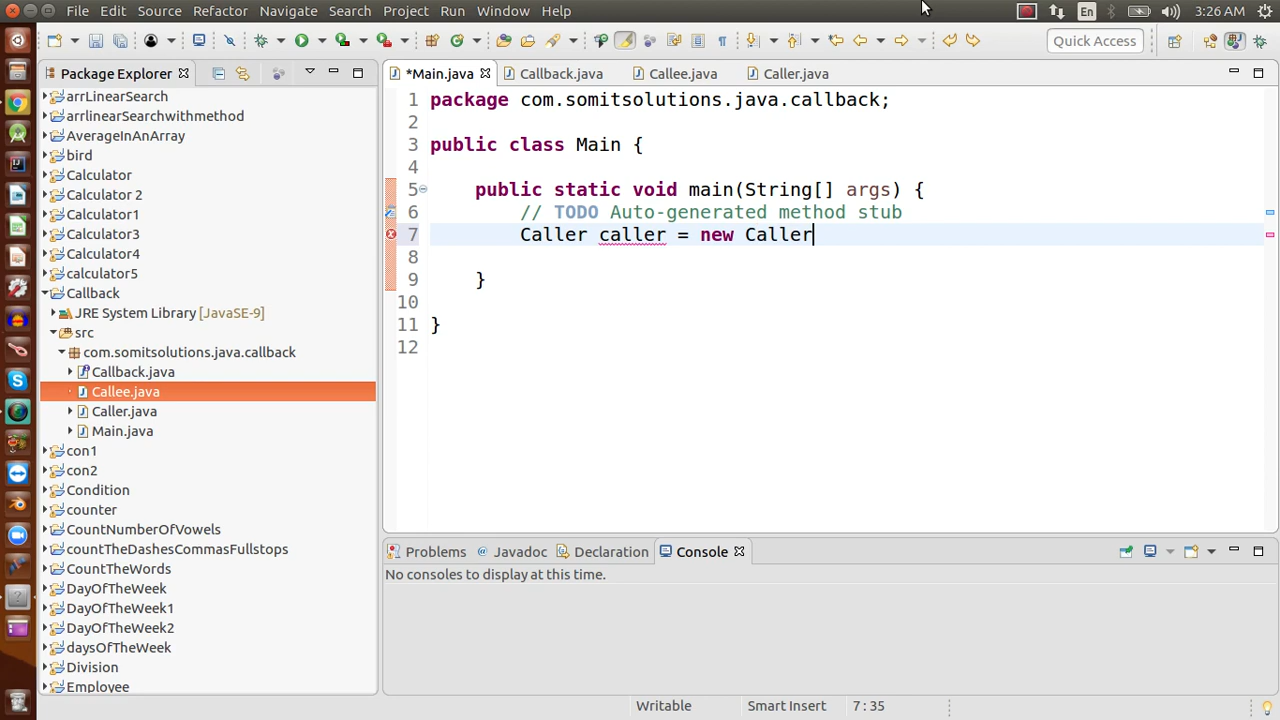 File Edit Source Refactor Navigate Search Project Run Window Help
En 3:26 AM
Quick Access
Package Explorer
*Main.java Callback.java Callee.java Caller.java
arrLinearSearch
arrlinearSearchwithmethod
AverageInAnArray
bird
Calculator
Calculator 2
Calculator1
Calculator3
Calculator4
calculator5
Callback
JRE System Library [JavaSE-9]
src
com.somitsolutions.java.callback
Callback.java
Callee.java
Caller.java
Main.java
con1
con2
Condition
counter
CountNumberOfVowels
countTheDashesCommasFullstops
CountTheWords
DayOfTheWeek
DayOfTheWeek1
DayOfTheWeek2
daysOfTheWeek
Division
Employee
1 package com.somitsolutions.java.callback;
2
3 public class Main {
4
5 public static void main(String[] args) {
6 // TODO Auto-generated method stub
7 Caller caller = new Caller
8
9 }
10
11 }
12
Problems @ Javadoc Declaration Console
No consoles to display at this time.
Writable Smart Insert 7 : 35